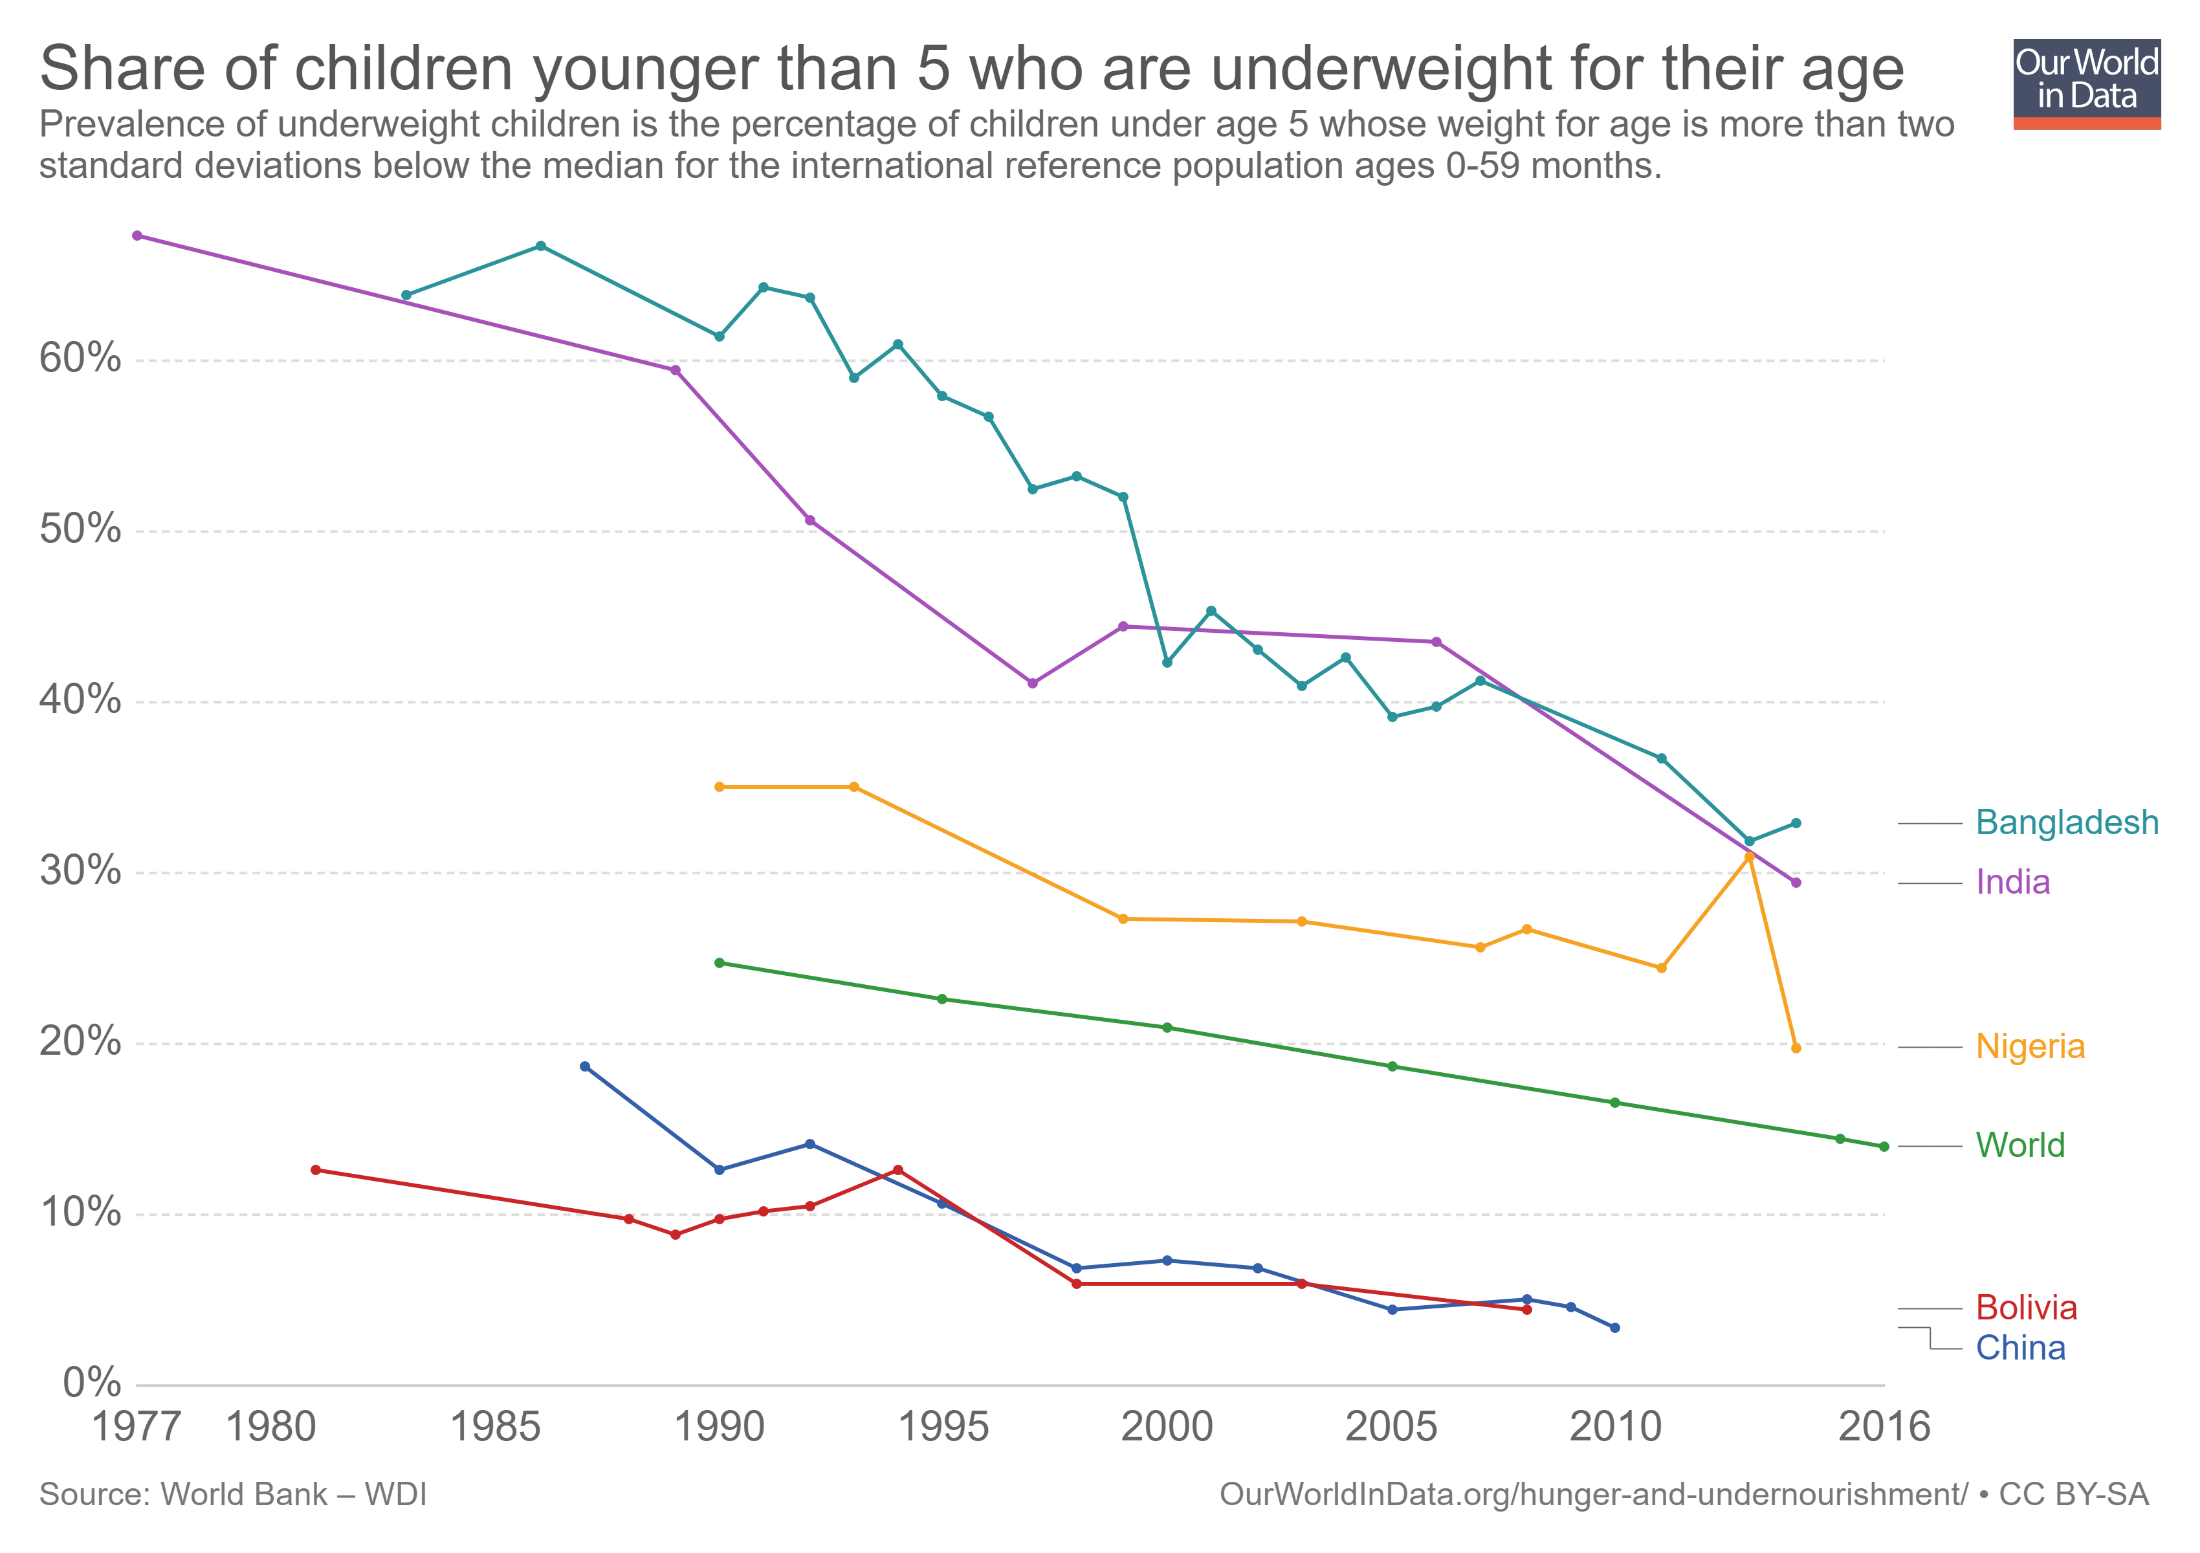 Share of children younger than 5 who are underweight for their age
Our World
in Data
Prevalence of underweight children is the percentage of children under age 5 whose weight for age is more than two
standard deviations below the median for the international reference population ages 0-59 months.
60%
50%
40%
30%
20%
10%
0%
Bangladesh
India
Nigeria
World
Bolivia
China
1977 1980 1985 1990 1995 2000 2005 2010 2016
Source: World Bank – WDI
OurWorldInData.org/hunger-and-undernourishment/ • CC BY-SA